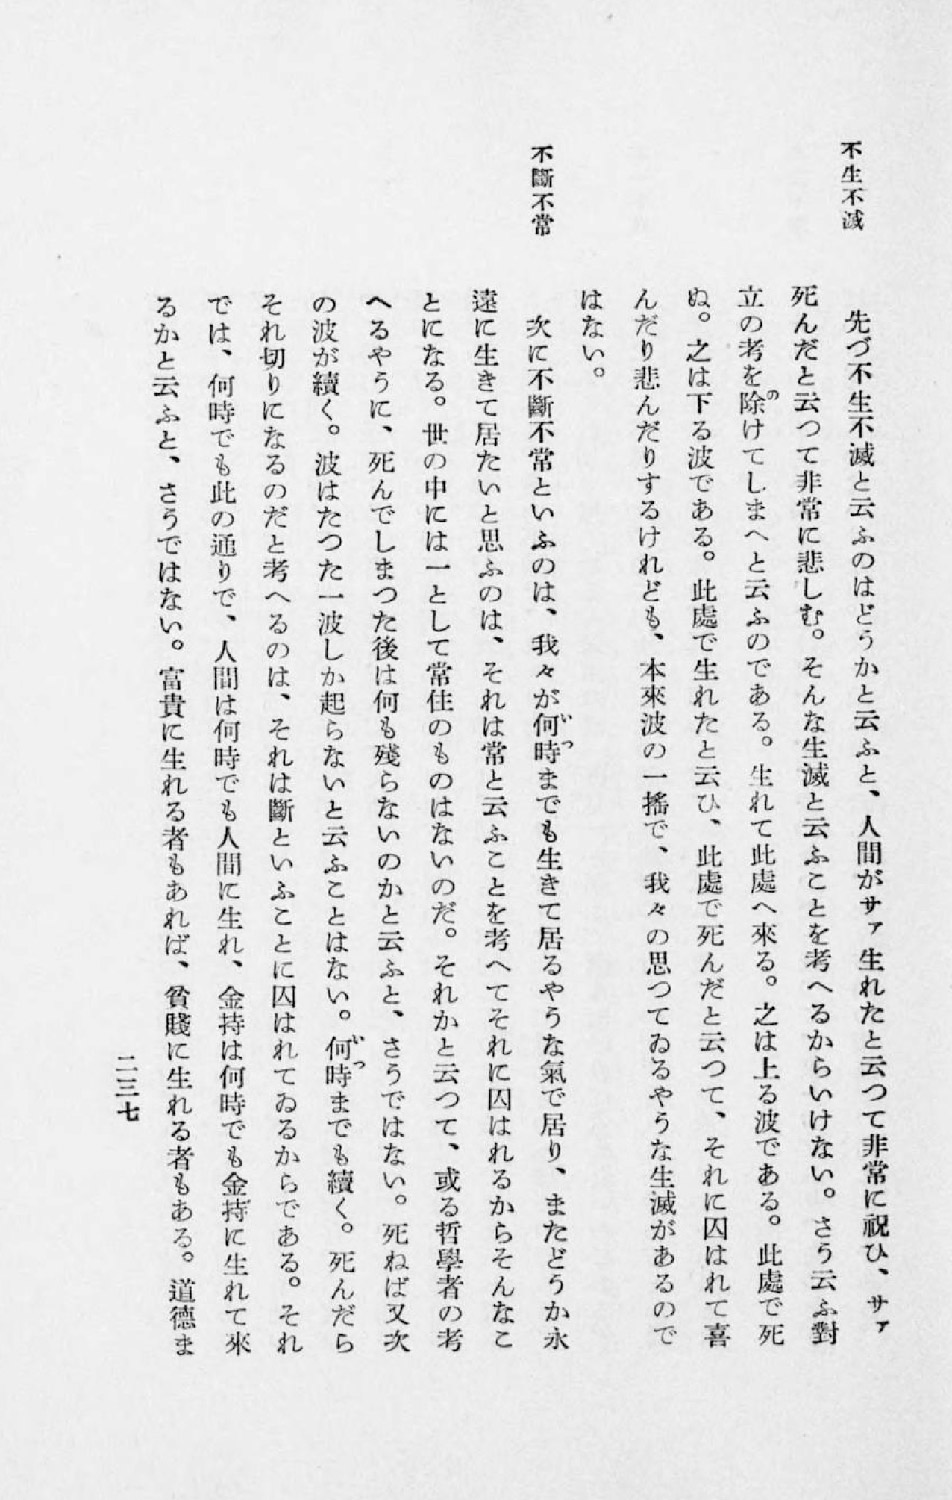 不生不滅
先づ不生不滅と云ふのはどうかと云ふと、人間がサァ生れたと云つて非常に祝ひ、サァ
死んだと云つて非常に悲しむ。そんな生滅と云ふことを考へるからいけない。さう云ふ對
立の考を除けてしまへと云ふのである。生れて此處へ來る。之は上る波である。此處で死
ぬ。之は下る波である。此處で生れたと云ひ、此處で死んだと云つて、それに囚はれて喜
んだり悲んだりするけれども、本來波の一搖で、我々の思つてゐるやうな生滅があるので
はない。
不斷不常
次に不斷不常といふのは、我々が何時までも生きて居るやうな氣で居り、またどうか永
遠に生きて居たいと思ふのは、それは常と云ふことを考へてそれに囚はれるからそんなこ
とになる。世の中には一として常住のものはないのだ。それかと云つて、或る哲學者の考
へるやうに、死んでしまつた後は何も殘らないのかと云ふと、さうではない。死ねば又次
の波が續く。波はたつた一波しか起らないと云ふことはない。何時までも續く。死んだら
それ切りになるのだと考へるのは、それは斷といふことに囚はれてゐるからである。それ
では、何時でも此の通りで、人間は何時でも人間に生れ、金持は何時でも金持に生れて來
るかと云ふと、さうではない。富貴に生れる者もあれば、貧賤に生れる者もある。道德ま
二三七